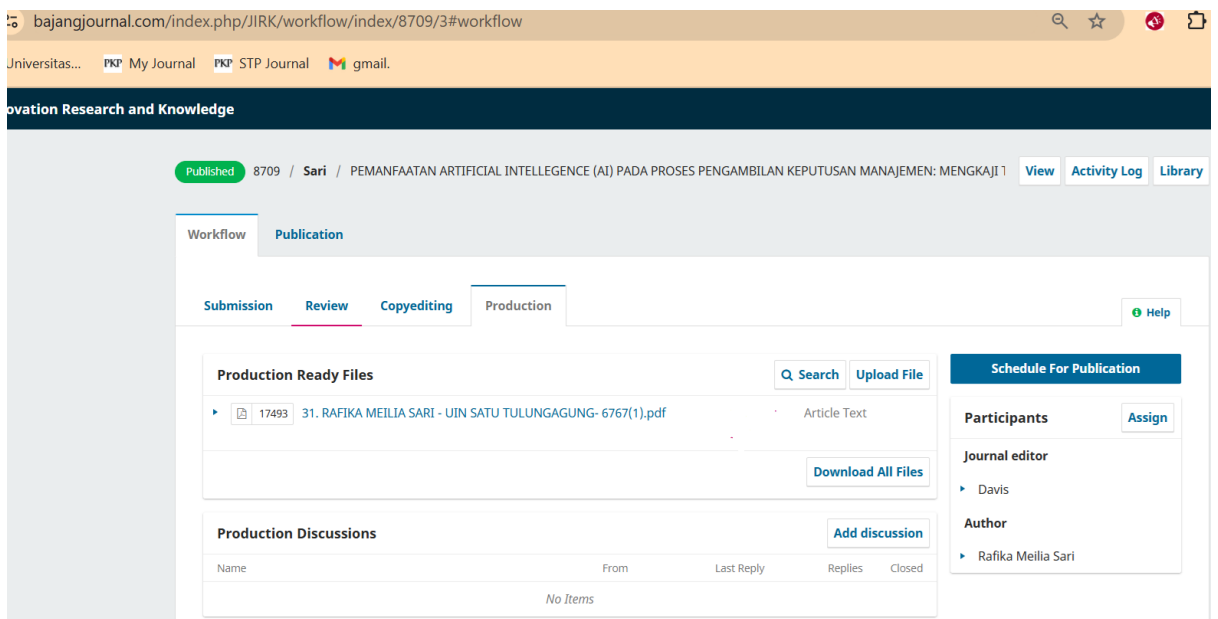 bajangjournal.com/index.php/JIRK/workflow/index/8709/3#workflow
Universitas... PKP My Journal PKP STP Journal gmail.
ovation Research and Knowledge
Published 8709 / Sari / PEMANFAATAN ARTIFICIAL INTELLEGENCE (AI) PADA PROSES PENGAMBILAN KEPUTUSAN MANAJEMEN: MENGKAJI View Activity Log Library
Workflow Publication
Submission Review Copyediting Production
Help
Production Ready Files Search Upload File
17493 31. RAFIKA MEILIA SARI - UIN SATU TULUNGAGUNG- 6767(1).pdf Article Text
Download All Files
Production Discussions Add discussion
Name From Last Reply Replies Closed
No Items
Schedule For Publication
Participants Assign
Journal editor
Davis
Author
Rafika Meilia Sari